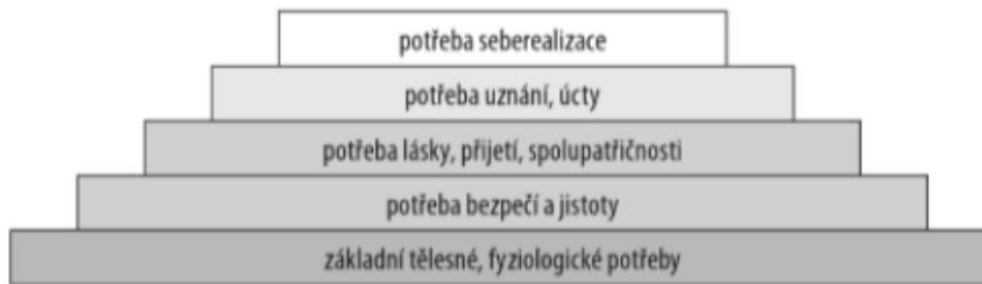 potřeba seberealizace
potřeba uznání, úcty
potřeba lásky, přijetí, spolupatřičnosti
potřeba bezpečí a jistoty
základní tělesné, fyziologické potřeby